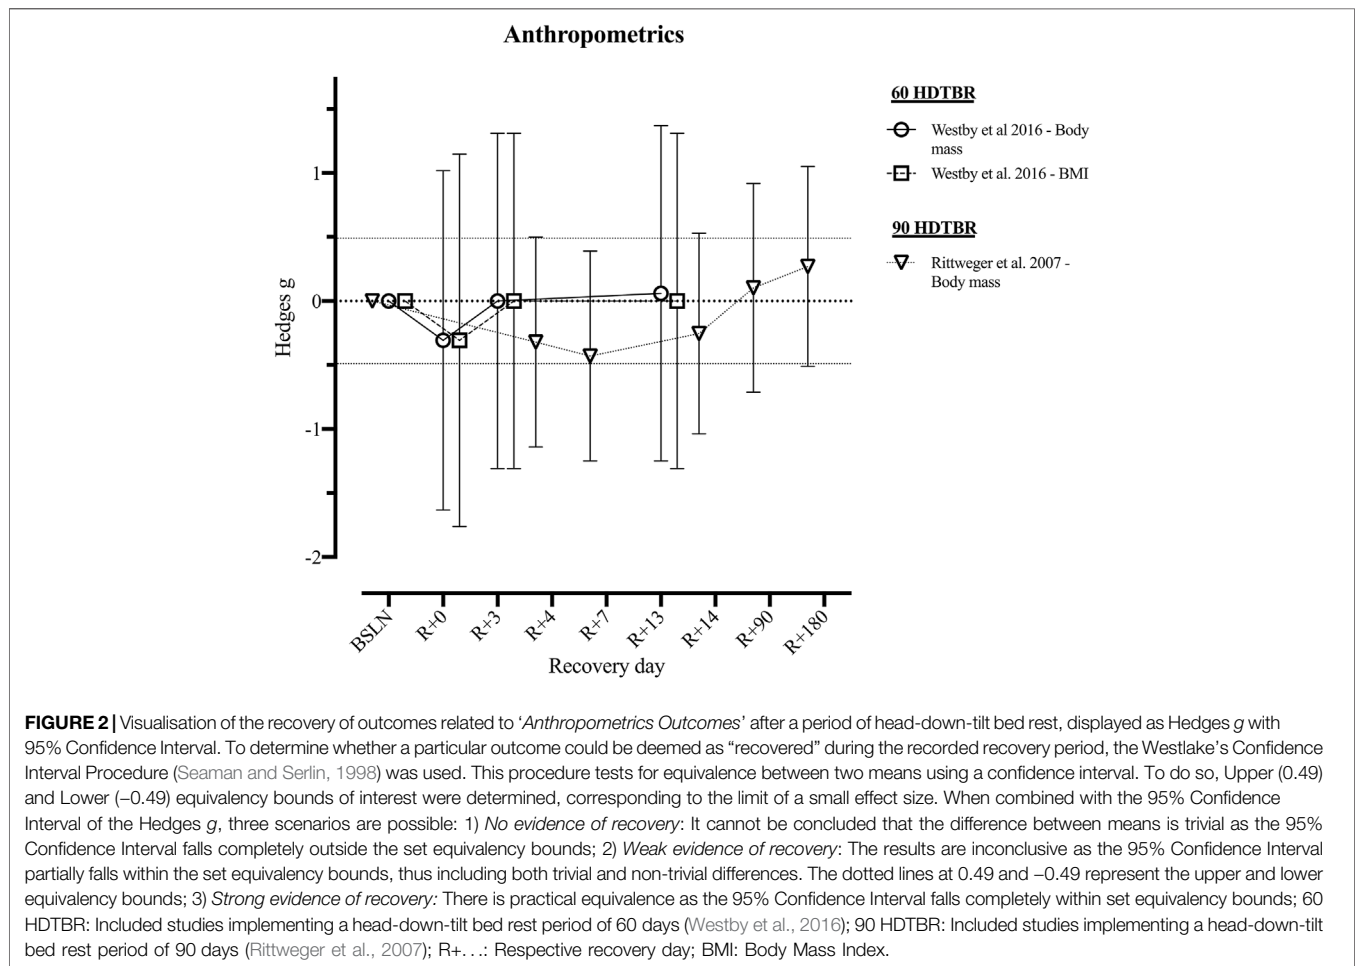 Anthropometrics
60 HDTBR
Westby et al 2016 - Body
mass
Westby et al. 2016 - BMI
90 HDTBR
Rittweger et al. 2007 -
Body mass
Hedges g
1
0
-1
-2
BSLN
R+0
R+3
R+4
R+7
R+13
R+14
R+90
R+180
Recovery day
FIGURE 2 | Visualisation of the recovery of outcomes related to ‘Anthropometrics Outcomes’ after a period of head-down-tilt bed rest, displayed as Hedges g with
95% Confidence Interval. To determine whether a particular outcome could be deemed as “recovered” during the recorded recovery period, the Westlake’s Confidence
Interval Procedure (Seaman and Serlin, 1998) was used. This procedure tests for equivalence between two means using a confidence interval. To do so, Upper (0.49)
and Lower (−0.49) equivalency bounds of interest were determined, corresponding to the limit of a small effect size. When combined with the 95% Confidence
Interval of the Hedges g, three scenarios are possible: 1) No evidence of recovery: It cannot be concluded that the difference between means is trivial as the 95%
Confidence Interval falls completely outside the set equivalency bounds; 2) Weak evidence of recovery: The results are inconclusive as the 95% Confidence Interval
partially falls within the set equivalency bounds, thus including both trivial and non-trivial differences. The dotted lines at 0.49 and −0.49 represent the upper and lower
equivalency bounds; 3) Strong evidence of recovery: There is practical equivalence as the 95% Confidence Interval falls completely within set equivalency bounds; 60
HDTBR: Included studies implementing a head-down-tilt bed rest period of 60 days (Westby et al., 2016); 90 HDTBR: Included studies implementing a head-down-tilt
bed rest period of 90 days (Rittweger et al., 2007); R+. . .: Respective recovery day; BMI: Body Mass Index.